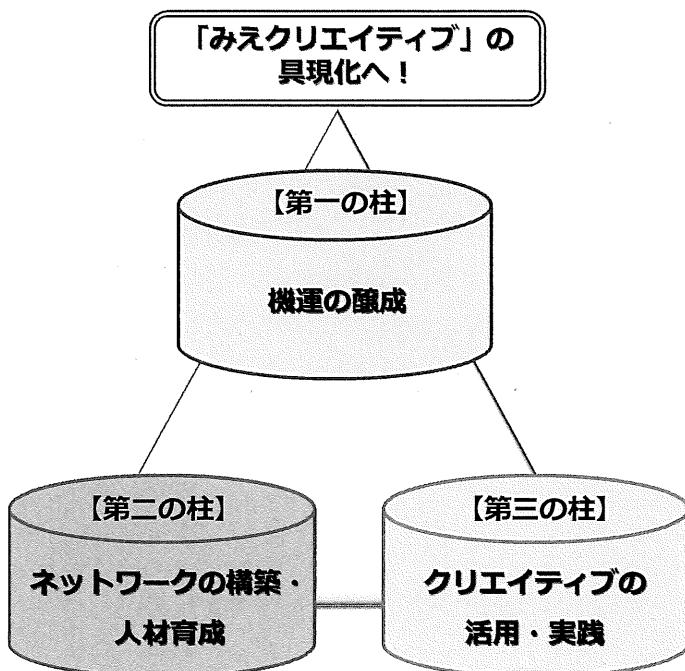 「みえクリエイティブ」の
具現化へ！
【第一の柱】
機運の醸成
【第二の柱】
ネットワークの構築・
人材育成
【第三の柱】
クリエイティブの
活用・実践